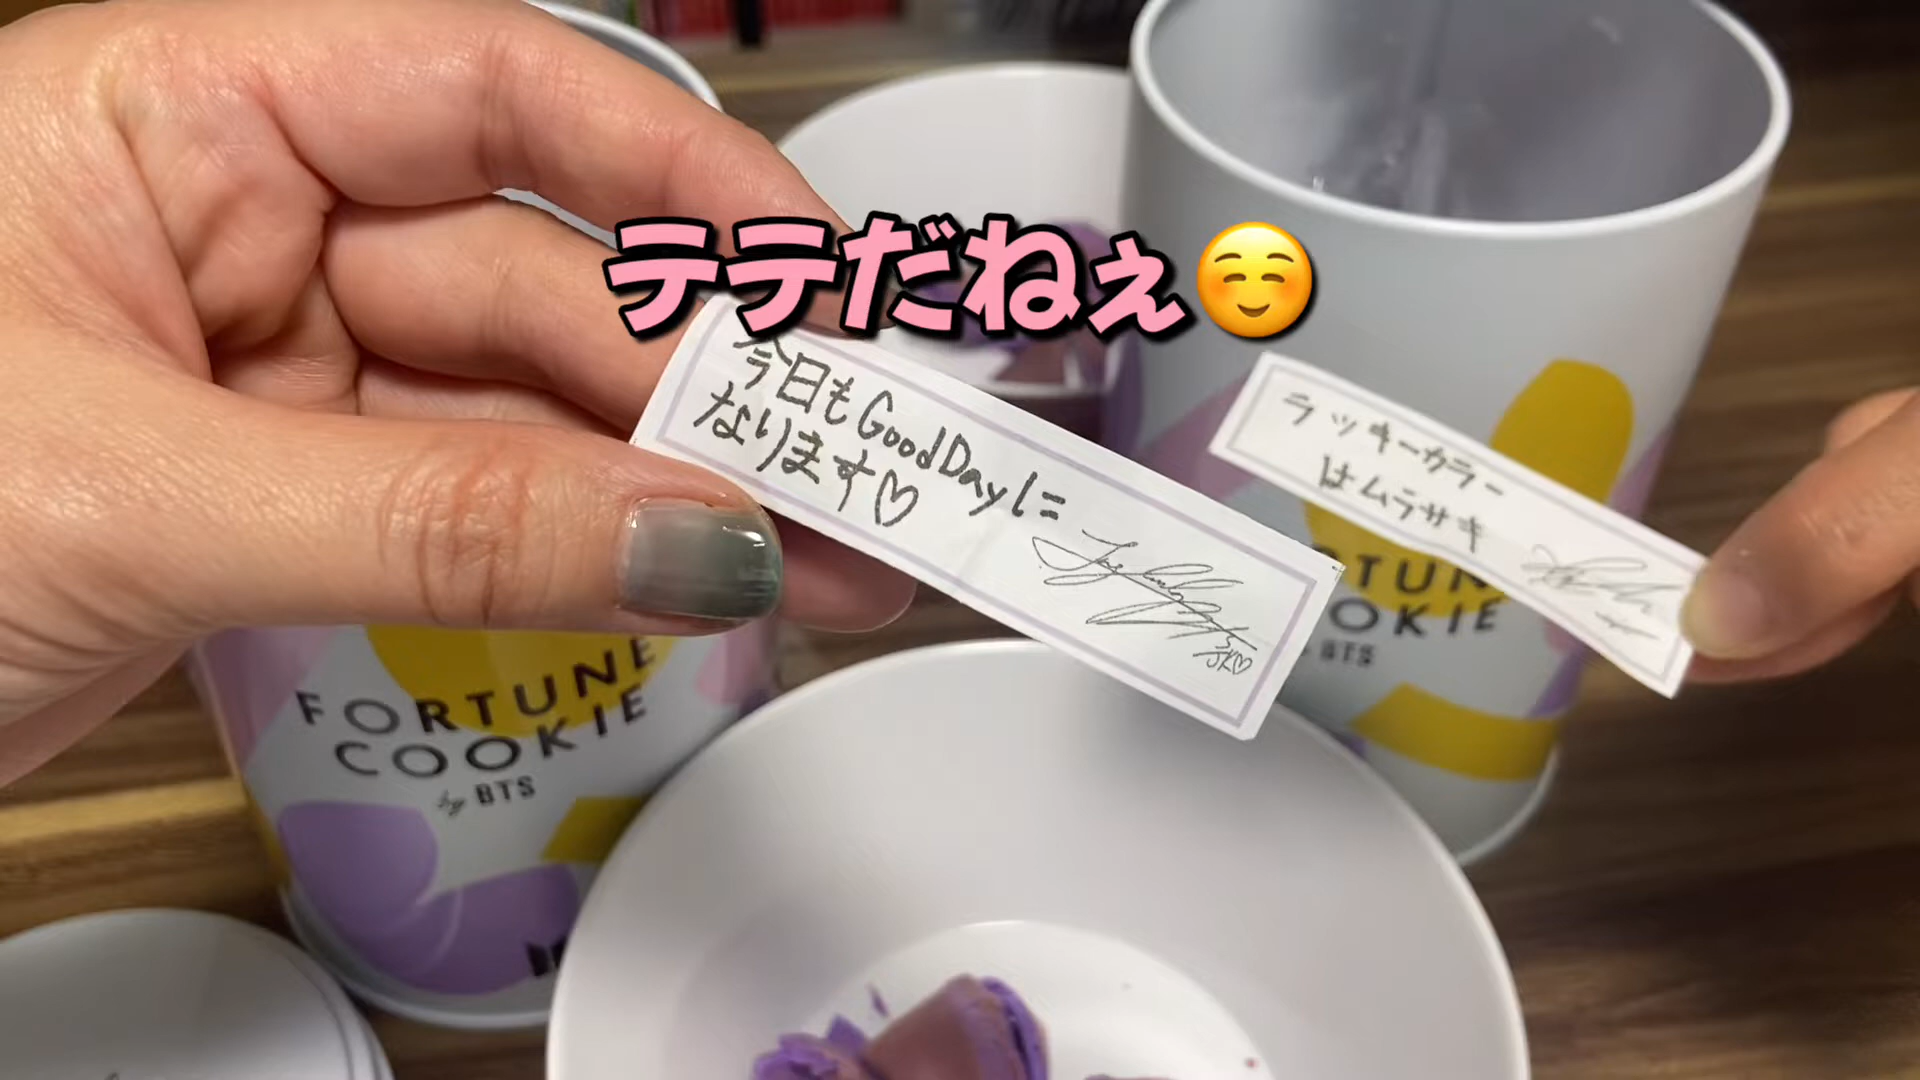 テテだねぇ☺️
今日もGoodDayに
なります♡
JK♡
ラッキーカラー
はムラサキ
FORTUNE
COOKIE
by BTS
FORTUNE
COOKIE
BTS